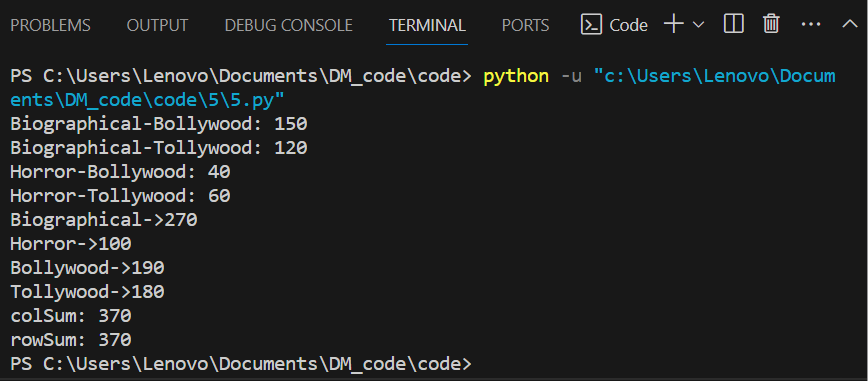 PROBLEMS OUTPUT DEBUG CONSOLE TERMINAL PORTS Code
PS C:\Users\Lenovo\Documents\DM_code\code> python -u "c:\Users\Lenovo\Docum
ents\DM_code\code\5\5.py"
Biographical-Bollywood: 150
Biographical-Tollywood: 120
Horror-Bollywood: 40
Horror-Tollywood: 60
Biographical->270
Horror->100
Bollywood->190
Tollywood->180
colSum: 370
rowSum: 370
PS C:\Users\Lenovo\Documents\DM_code\code>